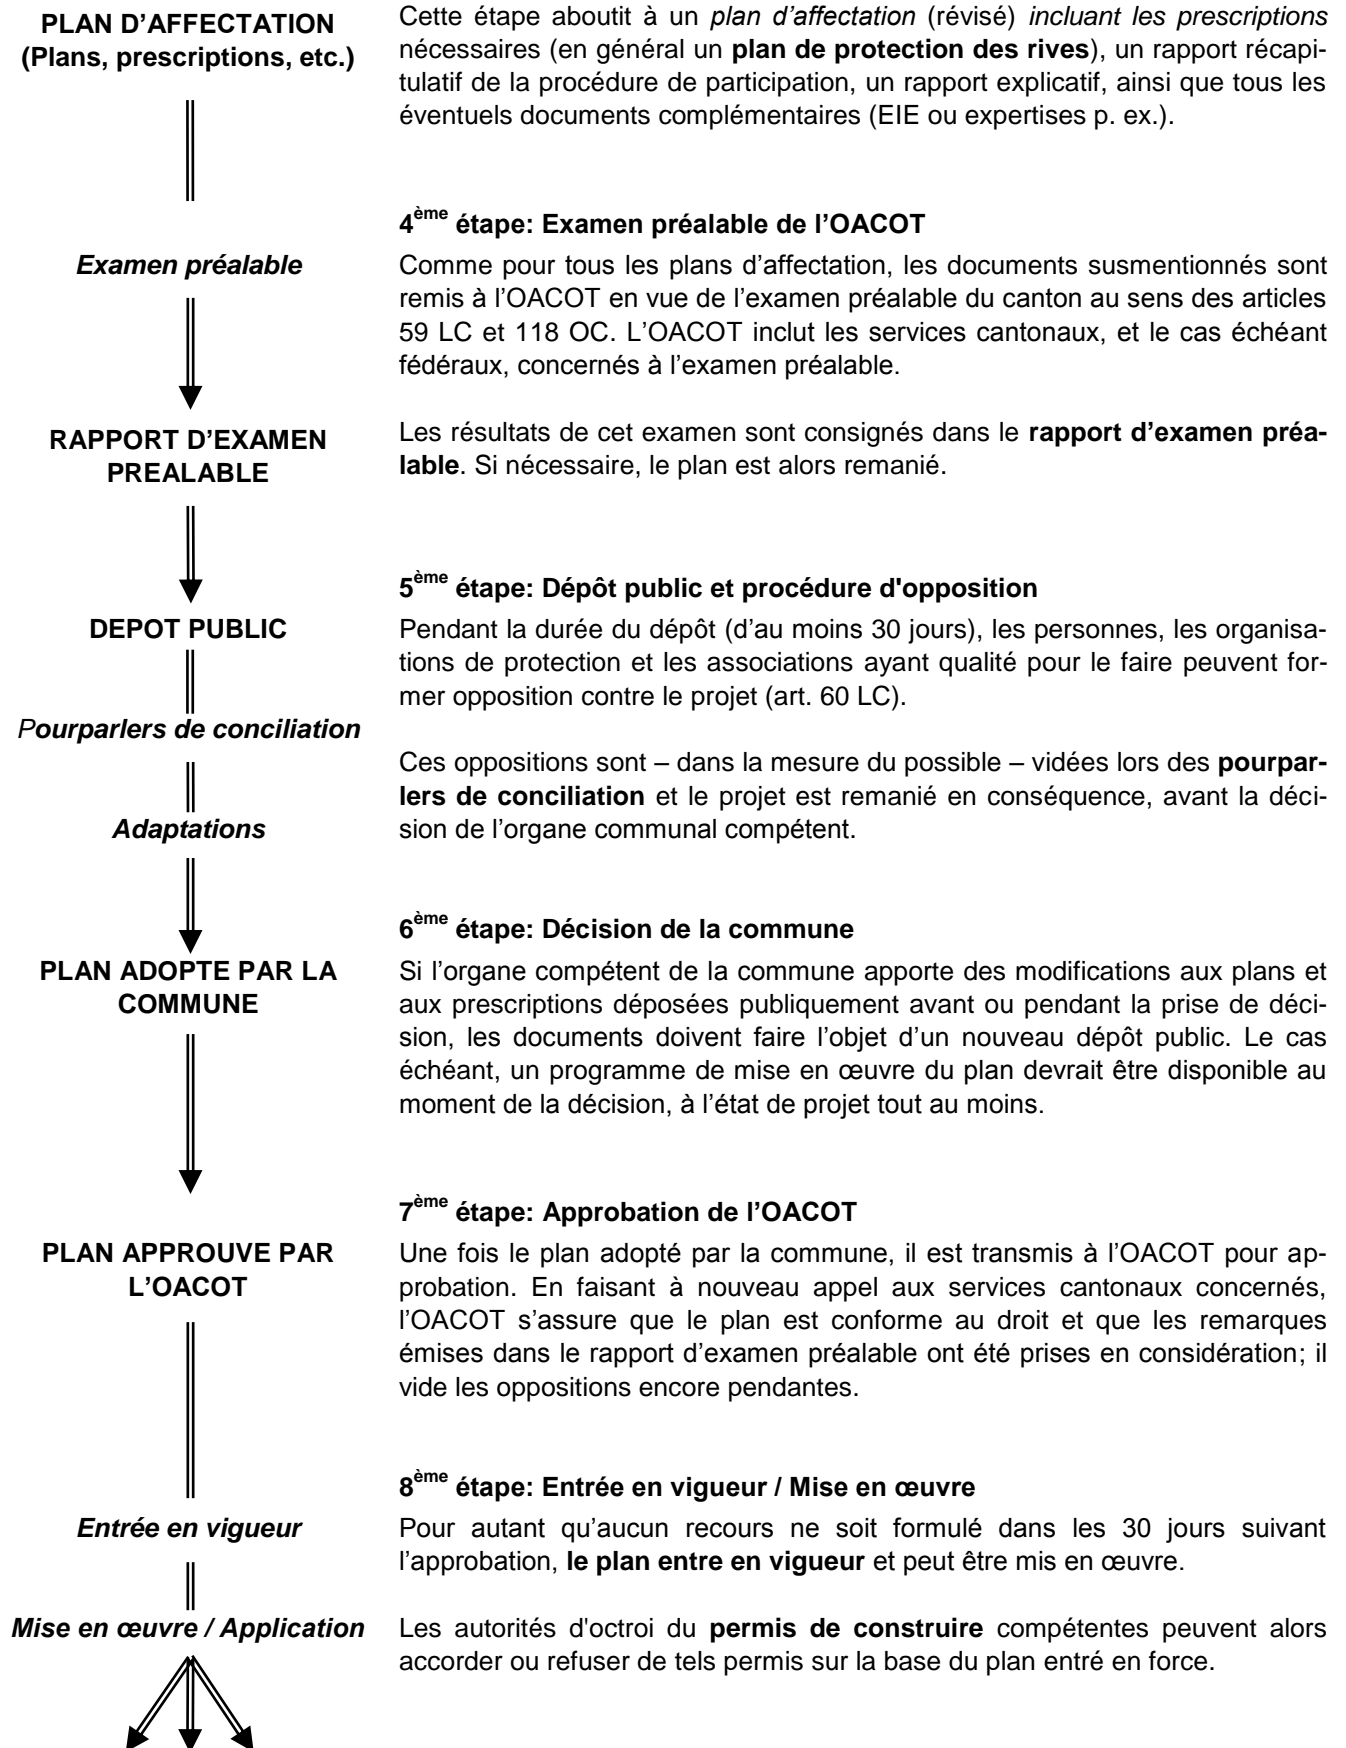 PLAN D’AFFECTATION
(Plans, prescriptions, etc.)
Cette étape aboutit à un plan d’affectation (révisé) incluant les prescriptions
nécessaires (en général un plan de protection des rives), un rapport récapi-
tulatif de la procédure de participation, un rapport explicatif, ainsi que tous les
éventuels documents complémentaires (EIE ou expertises p. ex.).
4ème étape: Examen préalable de l’OACOT
Examen préalable
Comme pour tous les plans d’affectation, les documents susmentionnés sont
remis à l’OACOT en vue de l’examen préalable du canton au sens des articles
59 LC et 118 OC. L’OACOT inclut les services cantonaux, et le cas échéant
fédéraux, concernés à l’examen préalable.
RAPPORT D’EXAMEN
PREALABLE
Les résultats de cet examen sont consignés dans le rapport d’examen préa-
lable. Si nécessaire, le plan est alors remanié.
5ème étape: Dépôt public et procédure d'opposition
DEPOT PUBLIC
Pendant la durée du dépôt (d’au moins 30 jours), les personnes, les organisa-
tions de protection et les associations ayant qualité pour le faire peuvent for-
mer opposition contre le projet (art. 60 LC).
Pourparlers de conciliation
Ces oppositions sont – dans la mesure du possible – vidées lors des pourpar-
lers de conciliation et le projet est remanié en conséquence, avant la déci-
sion de l’organe communal compétent.
Adaptations
6ème étape: Décision de la commune
PLAN ADOPTE PAR LA
COMMUNE
Si l’organe compétent de la commune apporte des modifications aux plans et
aux prescriptions déposées publiquement avant ou pendant la prise de déci-
sion, les documents doivent faire l’objet d’un nouveau dépôt public. Le cas
échéant, un programme de mise en œuvre du plan devrait être disponible au
moment de la décision, à l’état de projet tout au moins.
7ème étape: Approbation de l’OACOT
PLAN APPROUVE PAR
L’OACOT
Une fois le plan adopté par la commune, il est transmis à l’OACOT pour ap-
probation. En faisant à nouveau appel aux services cantonaux concernés,
l’OACOT s’assure que le plan est conforme au droit et que les remarques
émises dans le rapport d’examen préalable ont été prises en considération; il
vide les oppositions encore pendantes.
8ème étape: Entrée en vigueur / Mise en œuvre
Entrée en vigueur
Pour autant qu’aucun recours ne soit formulé dans les 30 jours suivant
l’approbation, le plan entre en vigueur et peut être mis en œuvre.
Mise en œuvre / Application
Les autorités d'octroi du permis de construire compétentes peuvent alors
accorder ou refuser de tels permis sur la base du plan entré en force.